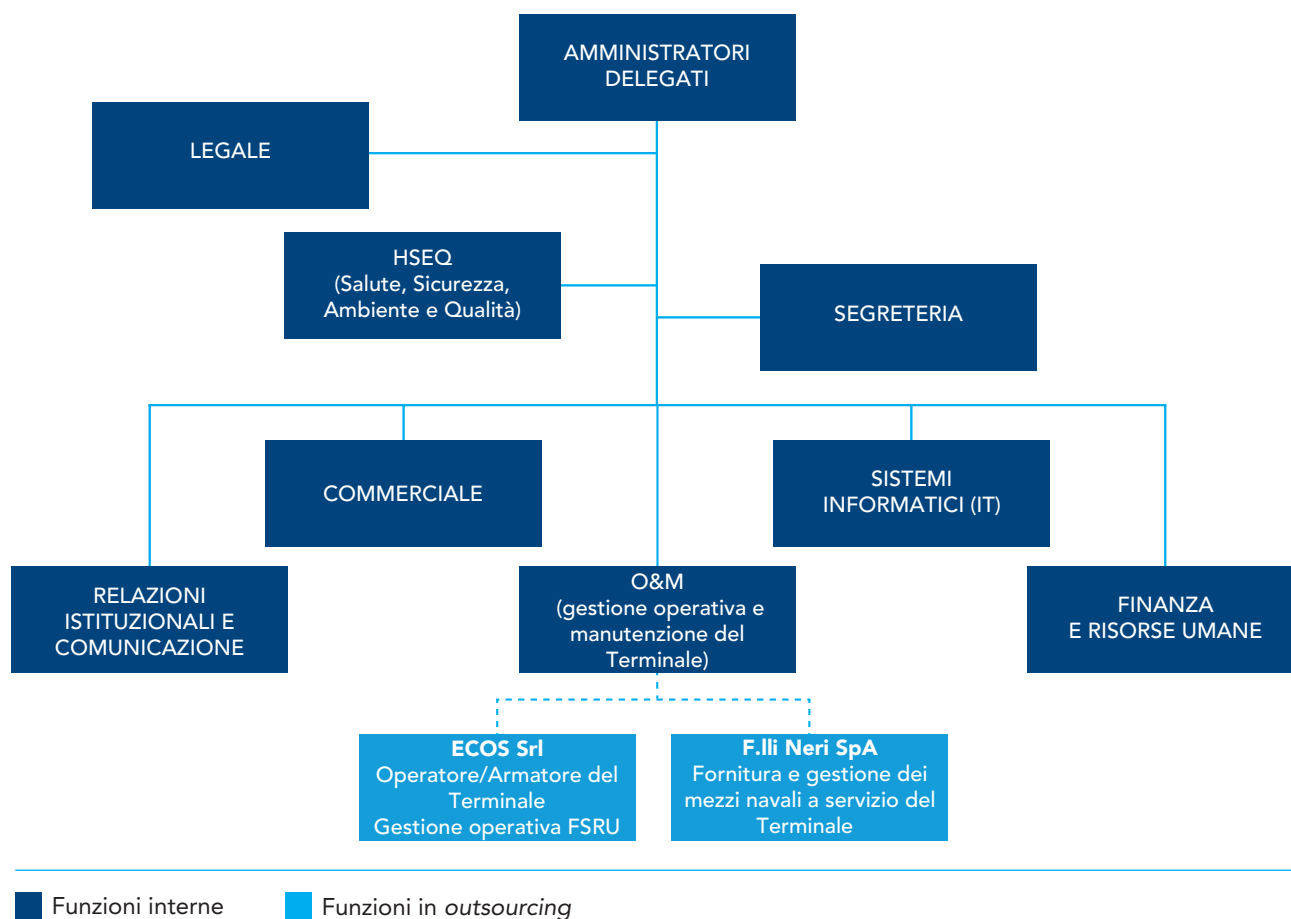 AMMINISTRATORI
DELEGATI
LEGALE
HSEQ
(Salute, Sicurezza,
Ambiente e Qualità)
SEGRETERIA
COMMERCIALE
SISTEMI
INFORMATICI (IT)
RELAZIONI
ISTITUZIONALI E
COMUNICAZIONE
O&M
(gestione operativa e
manutenzione del
Terminale)
FINANZA
E RISORSE UMANE
ECOS Srl
Operatore/Armatore del
Terminale
Gestione operativa FSRU
F.lli Neri SpA
Fornitura e gestione dei
mezzi navali a servizio del
Terminale
Funzioni interne
Funzioni in outsourcing